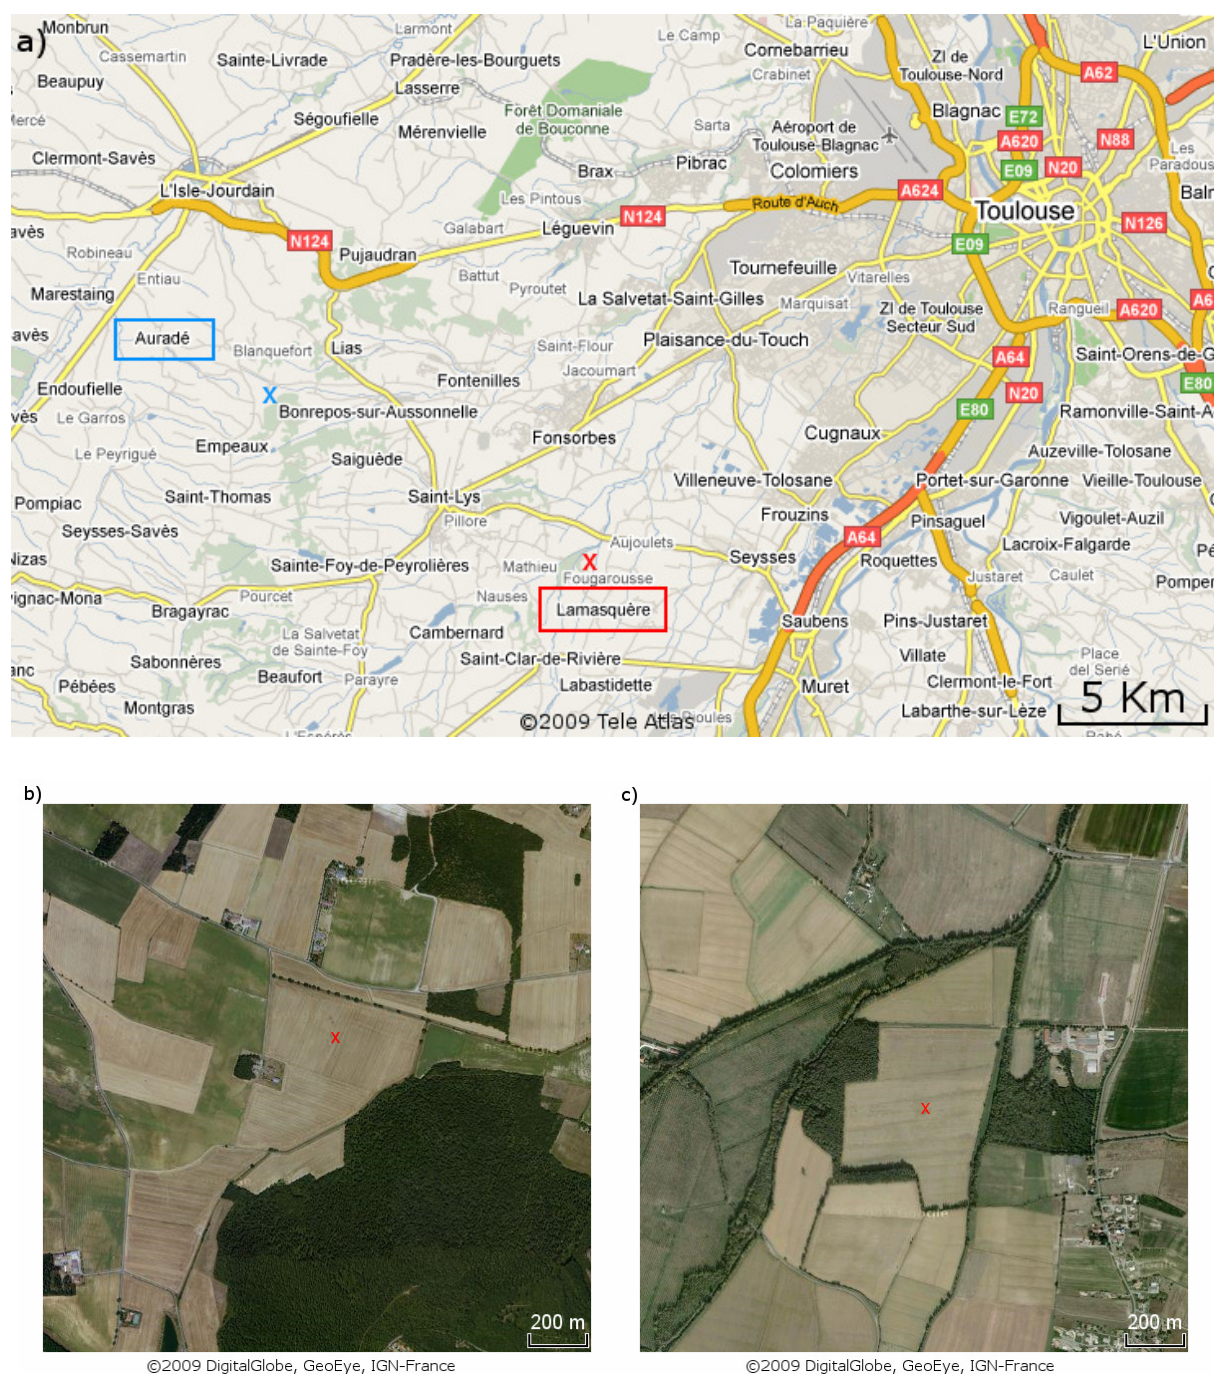 a)
Monbrun
Larmont
La Paquière
Le Camp
Cornebarrieu
L'Union
Cassemartin
Sainte-Livrade
Pradère-les-Bourguets
ZI de
Toulouse-Nord
A62
Beaupuy
Lasserre
Crabinet
Forêt Domaniale
de Bouconne
Blagnac
E72
Ségoufielle
Mérenvielle
Sarta
Aéroport de
Toulouse-Blagnac
A620
N88
Les
Paradous
Clermont-Savès
Brax
Pibrac
Colomiers
E09
N20
L'Isle-Jourdain
Les Pintous
Route d'Auch
A624
Toulouse
N124
Galabart
Léguevin
N126
E09
N124
Pujaudran
Robineau
Entiau
Battut
Pyroutet
Tournefeuille
Vitarelles
Marestaing
La Salvetat-Saint-Gilles
Marquisat
ZI de Toulouse
Secteur Sud
Rangueil
A620
Auradé
Blanquefort
Lias
Saint-Flour
Plaisance-du-Touch
A64
Saint-Orens-de-G
Jacoumart
Endoufielle
Fontenilles
N20
E80
X
Bonrepos-sur-Aussonnelle
E80
Ramonville-Saint-A
Le Garros
Empeaux
Fonsorbes
Cugnaux
Le Peyrigué
Saiguède
Auzeville-Tolosane
Villeneuve-Tolosane
Portet-sur-Garonne
Vieille-Toulouse
Pompiac
Saint-Thomas
Saint-Lys
Pillore
Frouzins
Pinsaguel
Vigoulet-Auzil
Seysses-Savès
Aujoulets
A64
Lacroix-Falgarde
Sainte-Foy-de-Peyrolières
Mathieu
X
Fougarousse
Seysses
Roquettes
Justaret
Caulet
Pourcet
Nauses
Bragayrac
Lamasquère
Saubens
Pins-Justaret
La Salvetat
de Sainte-Foy
Cambernard
Villate
Place
del Serié
Sabonnères
Saint-Clar-de-Rivière
Beaufort
Parayre
Pébées
Labastidette
Muret
Clermont-le-Fort
Montgras
Labarthe-sur-Lèze
5 Km
©2009 Tele Atlas
b)
c)
X
X
200 m
200 m
©2009 DigitalGlobe, GeoEye, IGN-France
©2009 DigitalGlobe, GeoEye, IGN-France